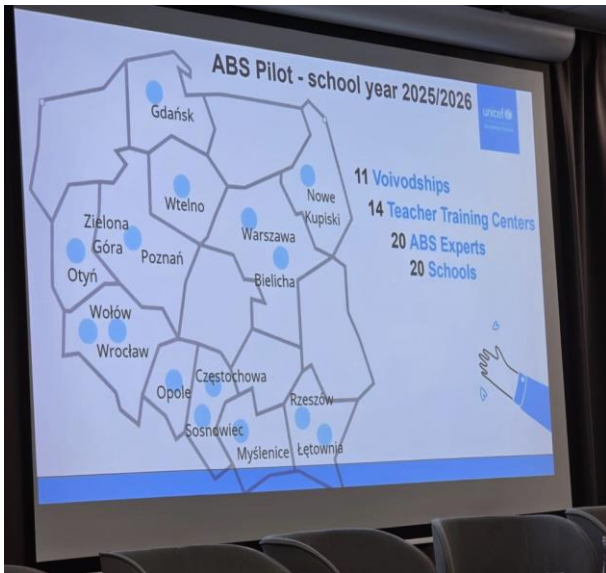 ABS Pilot - school year 2025/2026
unicef
11 Voivodships
14 Teacher Training Centers
20 ABS Experts
20 Schools
Gdańsk
Wtelno
Nowe
Kupiski
Warszawa
Bielicha
Zielona
Góra
Poznań
Otyń
Wołów
Wrocław
Opole
Częstochowa
Sosnowiec
Myślenice
Rzeszów
Łętownia